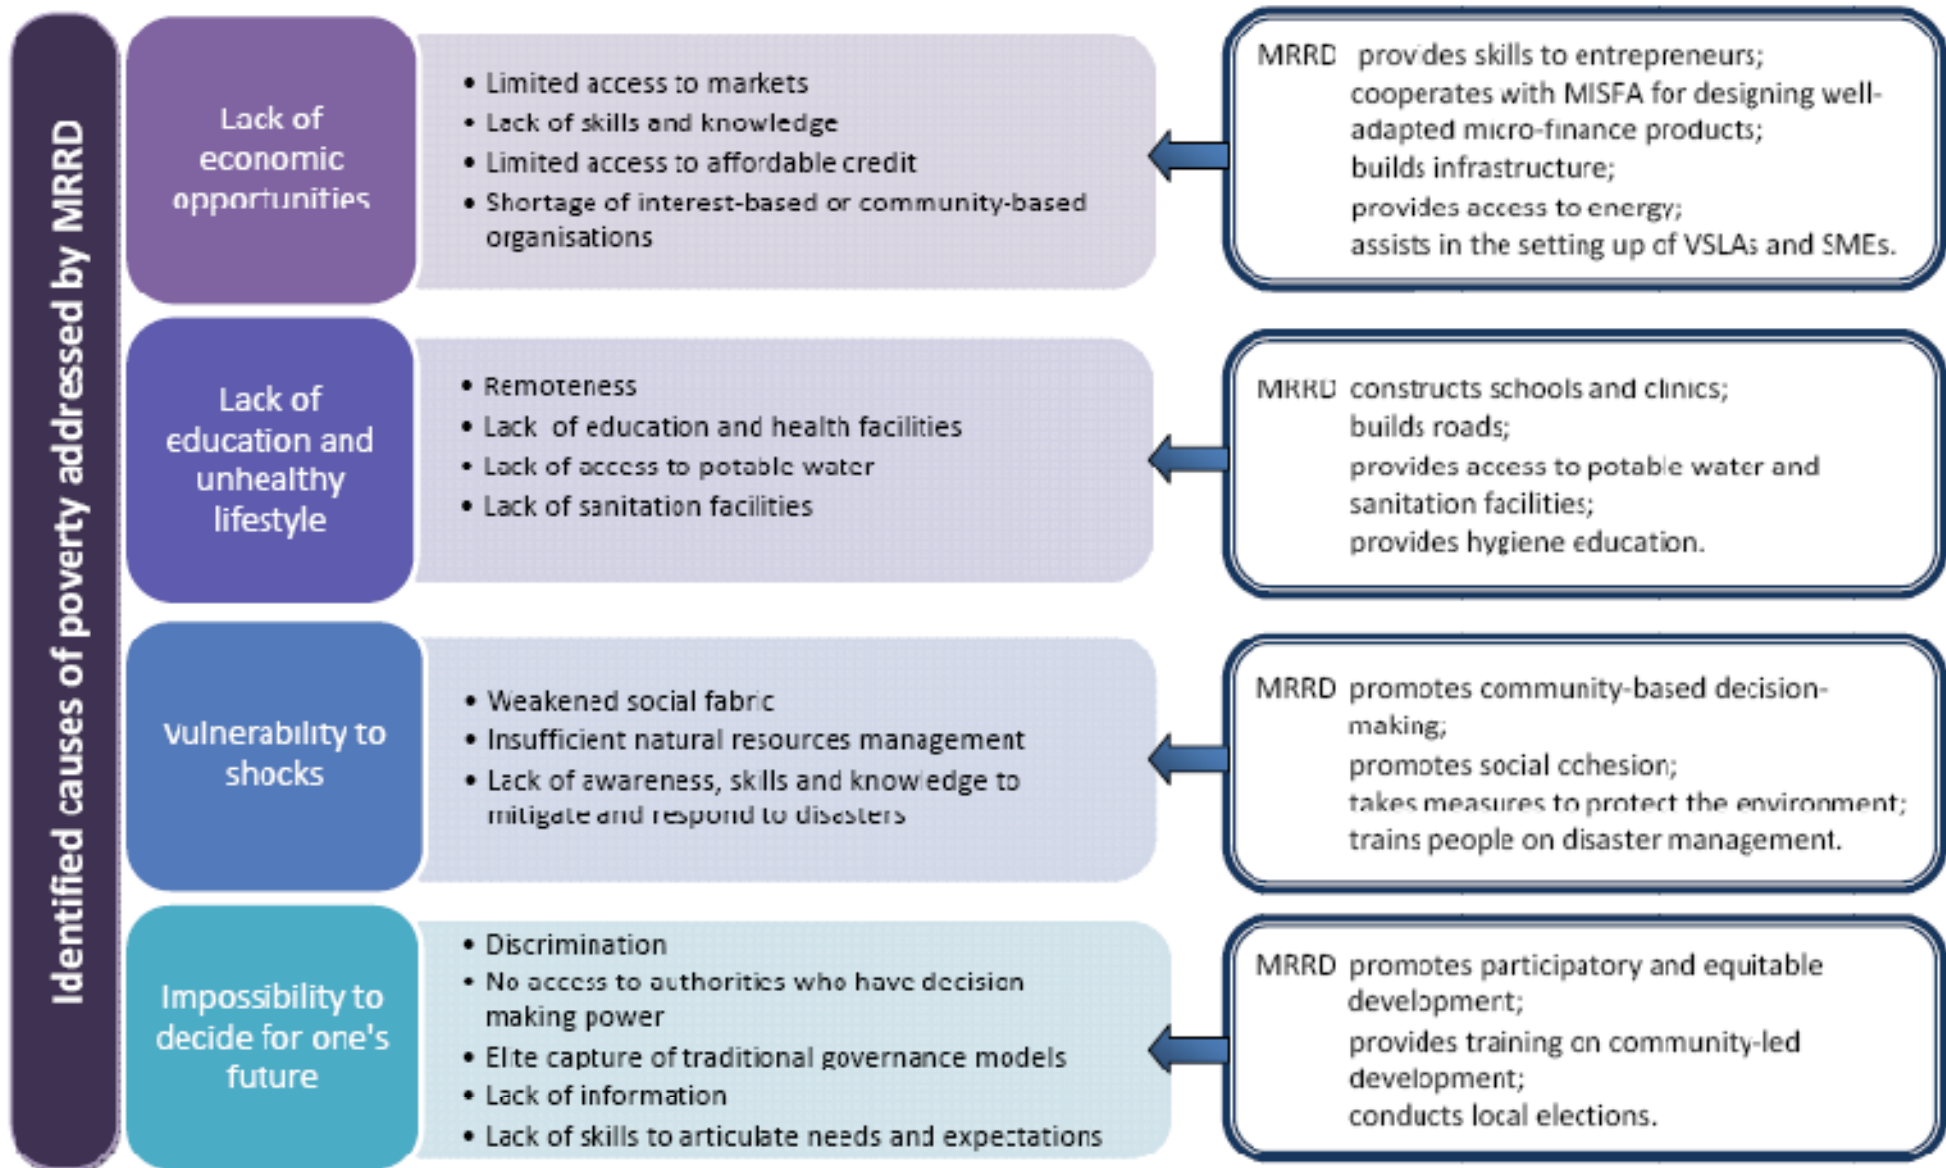 Identified causes of poverty addressed by MRRD
Lack of
economic
opportunities
• Limited access to markets
• Lack of skills and knowledge
• Limited access to affordable credit
• Shortage of interest-based or community-based
organisations
MRRD provides skills to entrepreneurs;
cooperates with MISFA for designing well-
adapted micro-finance products;
builds infrastructure;
provides access to energy;
assists in the setting up of VSLAs and SMEs.
Lack of
education and
unhealthy
lifestyle
• Remoteness
• Lack of education and health facilities
• Lack of access to potable water
• Lack of sanitation facilities
MRRD constructs schools and clinics;
builds roads;
provides access to potable water and
sanitation facilities;
provides hygiene education.
Vulnerability to
shocks
• Weakened social fabric
• Insufficient natural resources management
• Lack of awareness, skills and knowledge to
mitigate and respond to disasters
MRRD promotes community-based decision-
making;
promotes social cohesion;
takes measures to protect the environment;
trains people on disaster management.
Impossibility to
decide for one's
future
• Discrimination
• No access to authorities who have decision
making power
• Elite capture of traditional governance models
• Lack of information
• Lack of skills to articulate needs and expectations
MRRD promotes participatory and equitable
development;
provides training on community-led
development;
conducts local elections.